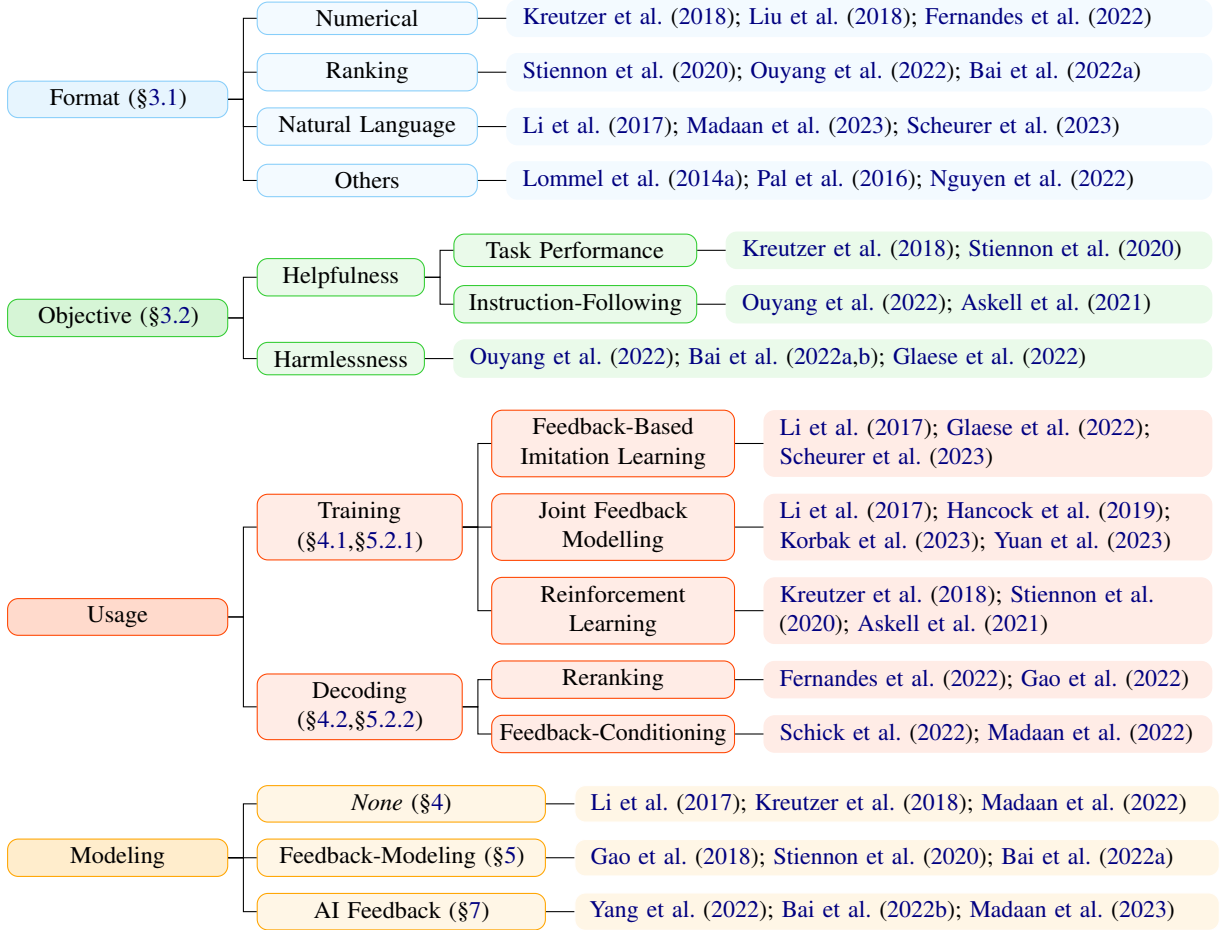 Format (§3.1)
Numerical
Kreutzer et al. (2018); Liu et al. (2018); Fernandes et al. (2022)
Ranking
Stiennon et al. (2020); Ouyang et al. (2022); Bai et al. (2022a)
Natural Language
Li et al. (2017); Madaan et al. (2023); Scheurer et al. (2023)
Others
Lommel et al. (2014a); Pal et al. (2016); Nguyen et al. (2022)
Objective (§3.2)
Helpfulness
Task Performance
Kreutzer et al. (2018); Stiennon et al. (2020)
Instruction-Following
Ouyang et al. (2022); Askell et al. (2021)
Harmlessness
Ouyang et al. (2022); Bai et al. (2022a,b); Glaese et al. (2022)
Usage
Training
(§4.1,§5.2.1)
Feedback-Based
Imitation Learning
Li et al. (2017); Glaese et al. (2022);
Scheurer et al. (2023)
Joint Feedback
Modelling
Li et al. (2017); Hancock et al. (2019);
Korbak et al. (2023); Yuan et al. (2023)
Reinforcement
Learning
Kreutzer et al. (2018); Stiennon et al.
(2020); Askell et al. (2021)
Decoding
(§4.2,§5.2.2)
Reranking
Fernandes et al. (2022); Gao et al. (2022)
Feedback-Conditioning
Schick et al. (2022); Madaan et al. (2022)
Modeling
None (§4)
Li et al. (2017); Kreutzer et al. (2018); Madaan et al. (2022)
Feedback-Modeling (§5)
Gao et al. (2018); Stiennon et al. (2020); Bai et al. (2022a)
AI Feedback (§7)
Yang et al. (2022); Bai et al. (2022b); Madaan et al. (2023)